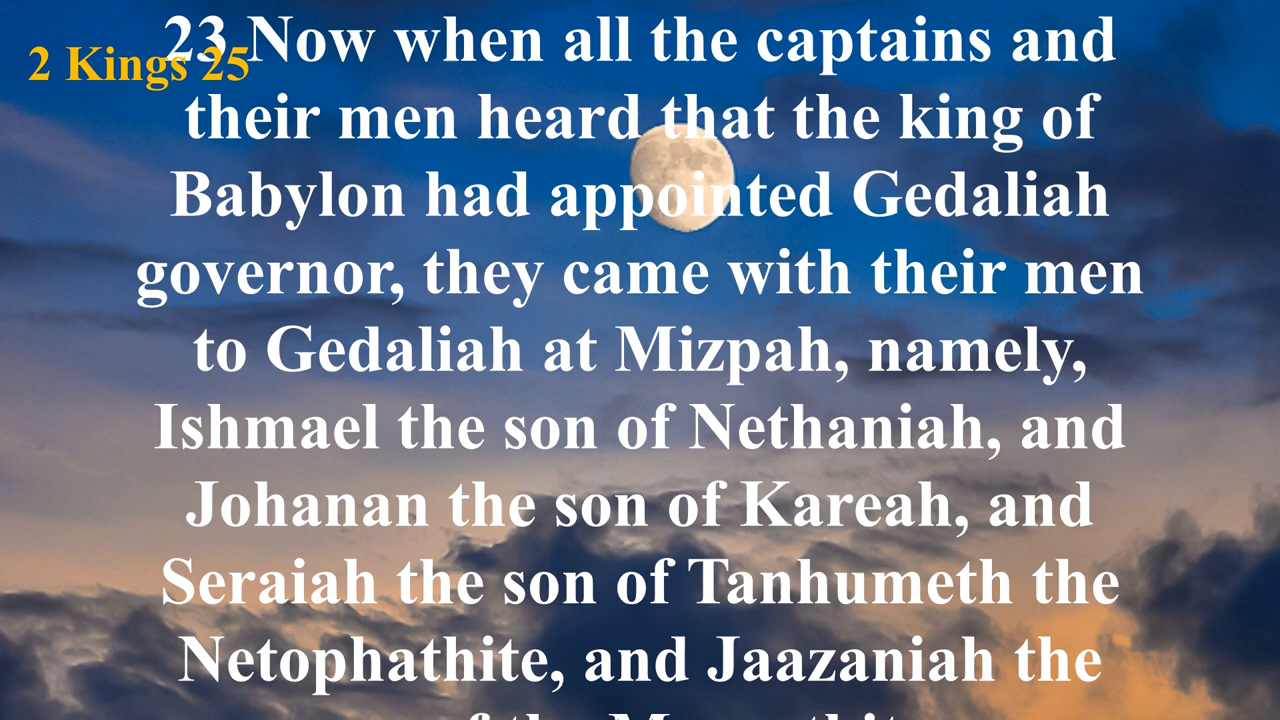 2 Kings 25
23 Now when all the captains and
their men heard that the king of
Babylon had appointed Gedaliah
governor, they came with their men
to Gedaliah at Mizpah, namely,
Ishmael the son of Nethaniah, and
Johanan the son of Kareah, and
Seraiah the son of Tanhumeth the
Netophathite, and Jaazaniah the
of the